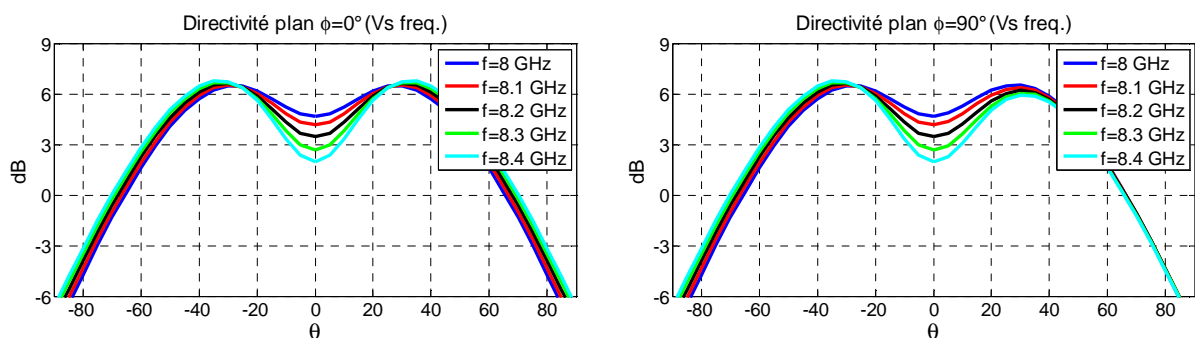 Directivité plan ϕ=0° (Vs freq.)
9
6
3
0
-3
-6
dB
-80 -60 -40 -20 0 20 40 60 80
θ
f=8 GHz
f=8.1 GHz
f=8.2 GHz
f=8.3 GHz
f=8.4 GHz
Directivité plan ϕ=90° (Vs freq.)
9
6
3
0
-3
-6
dB
-80 -60 -40 -20 0 20 40 60 80
θ
f=8 GHz
f=8.1 GHz
f=8.2 GHz
f=8.3 GHz
f=8.4 GHz